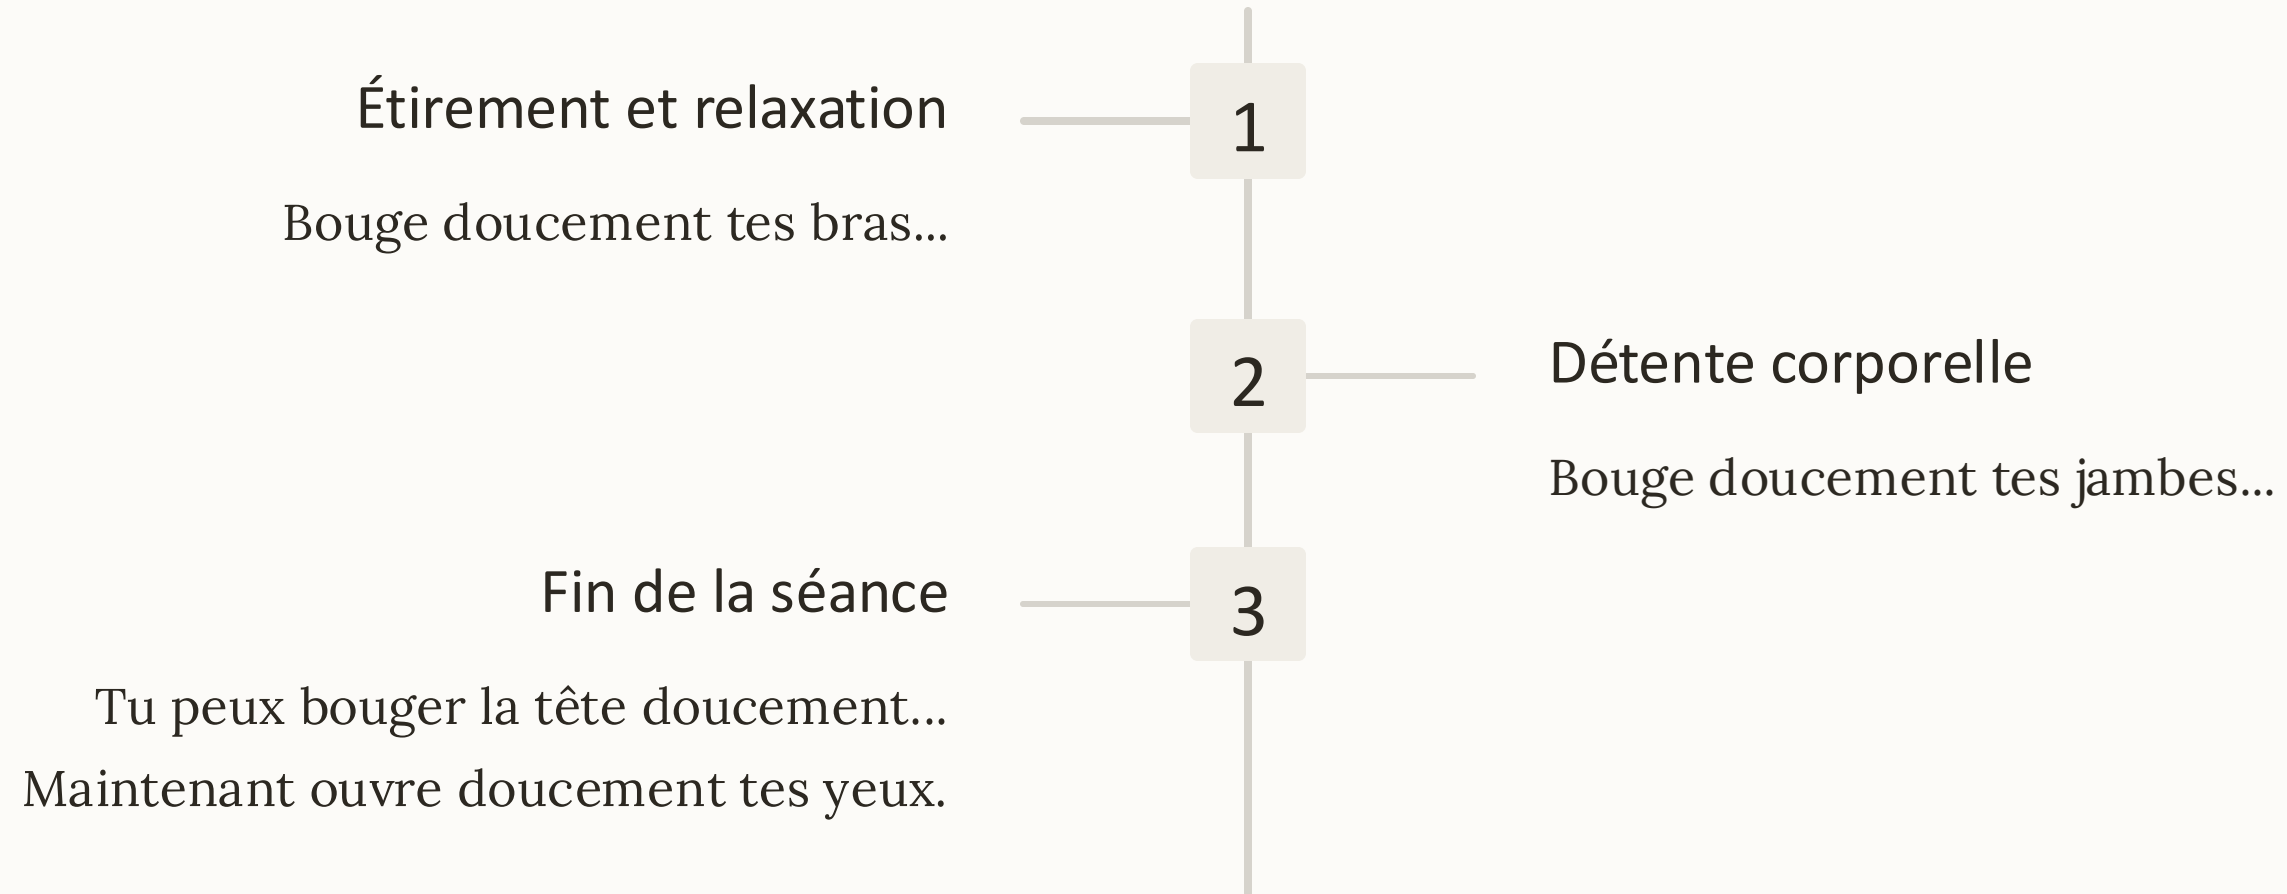 Étirement et relaxation
1
Bouge doucement tes bras...
2
Détente corporelle
Bouge doucement tes jambes...
Fin de la séance
3
Tu peux bouger la tête doucement...
Maintenant ouvre doucement tes yeux.